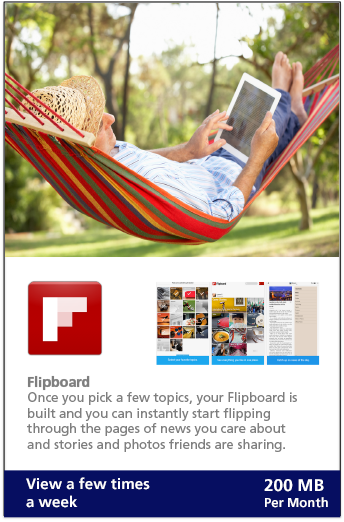 Flipboard
Once you pick a few topics, your Flipboard is
built and you can instantly start flipping
through the pages of news you care about
and stories and photos friends are sharing.
View a few times
a week
200 MB
Per Month